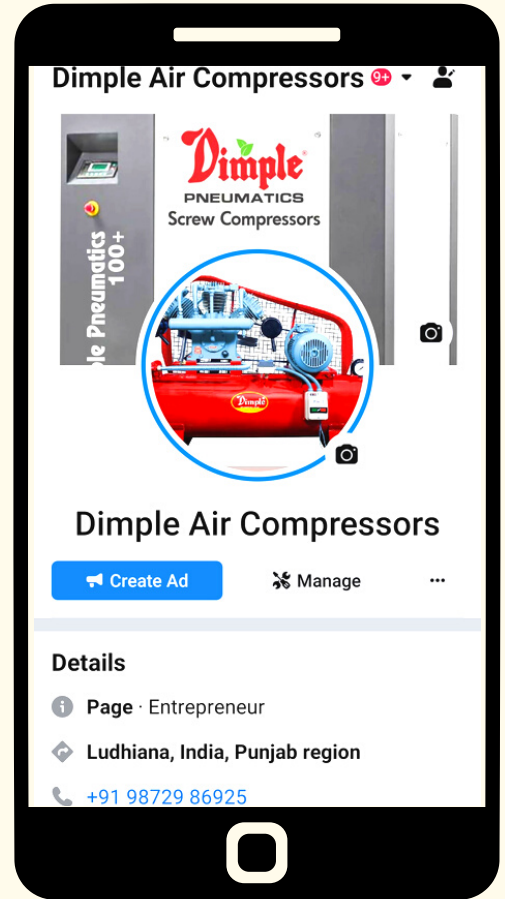 Dimple Air Compressors 9+
Dimple
PNEUMATICS
Screw Compressors
le Pneumatics
100+
Dimple
Dimple Air Compressors
Create Ad Manage
Details
Page · Entrepreneur
Ludhiana, India, Punjab region
+91 98729 86925